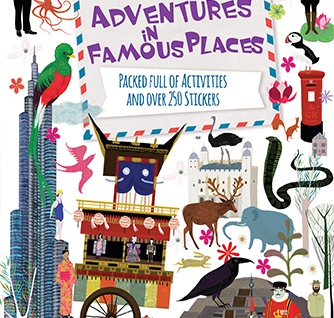 ADVENTURES
IN
FAMOUS PLACES
PACKED FULL OF ACTIVITIES
AND OVER 250 STICKERS